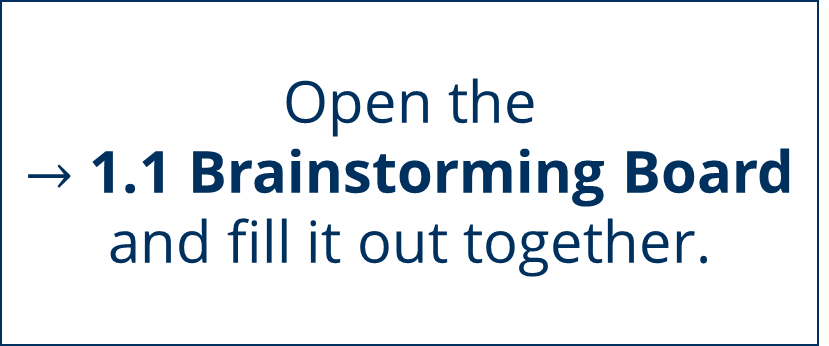 Open the
→ 1.1 Brainstorming Board
and fill it out together.